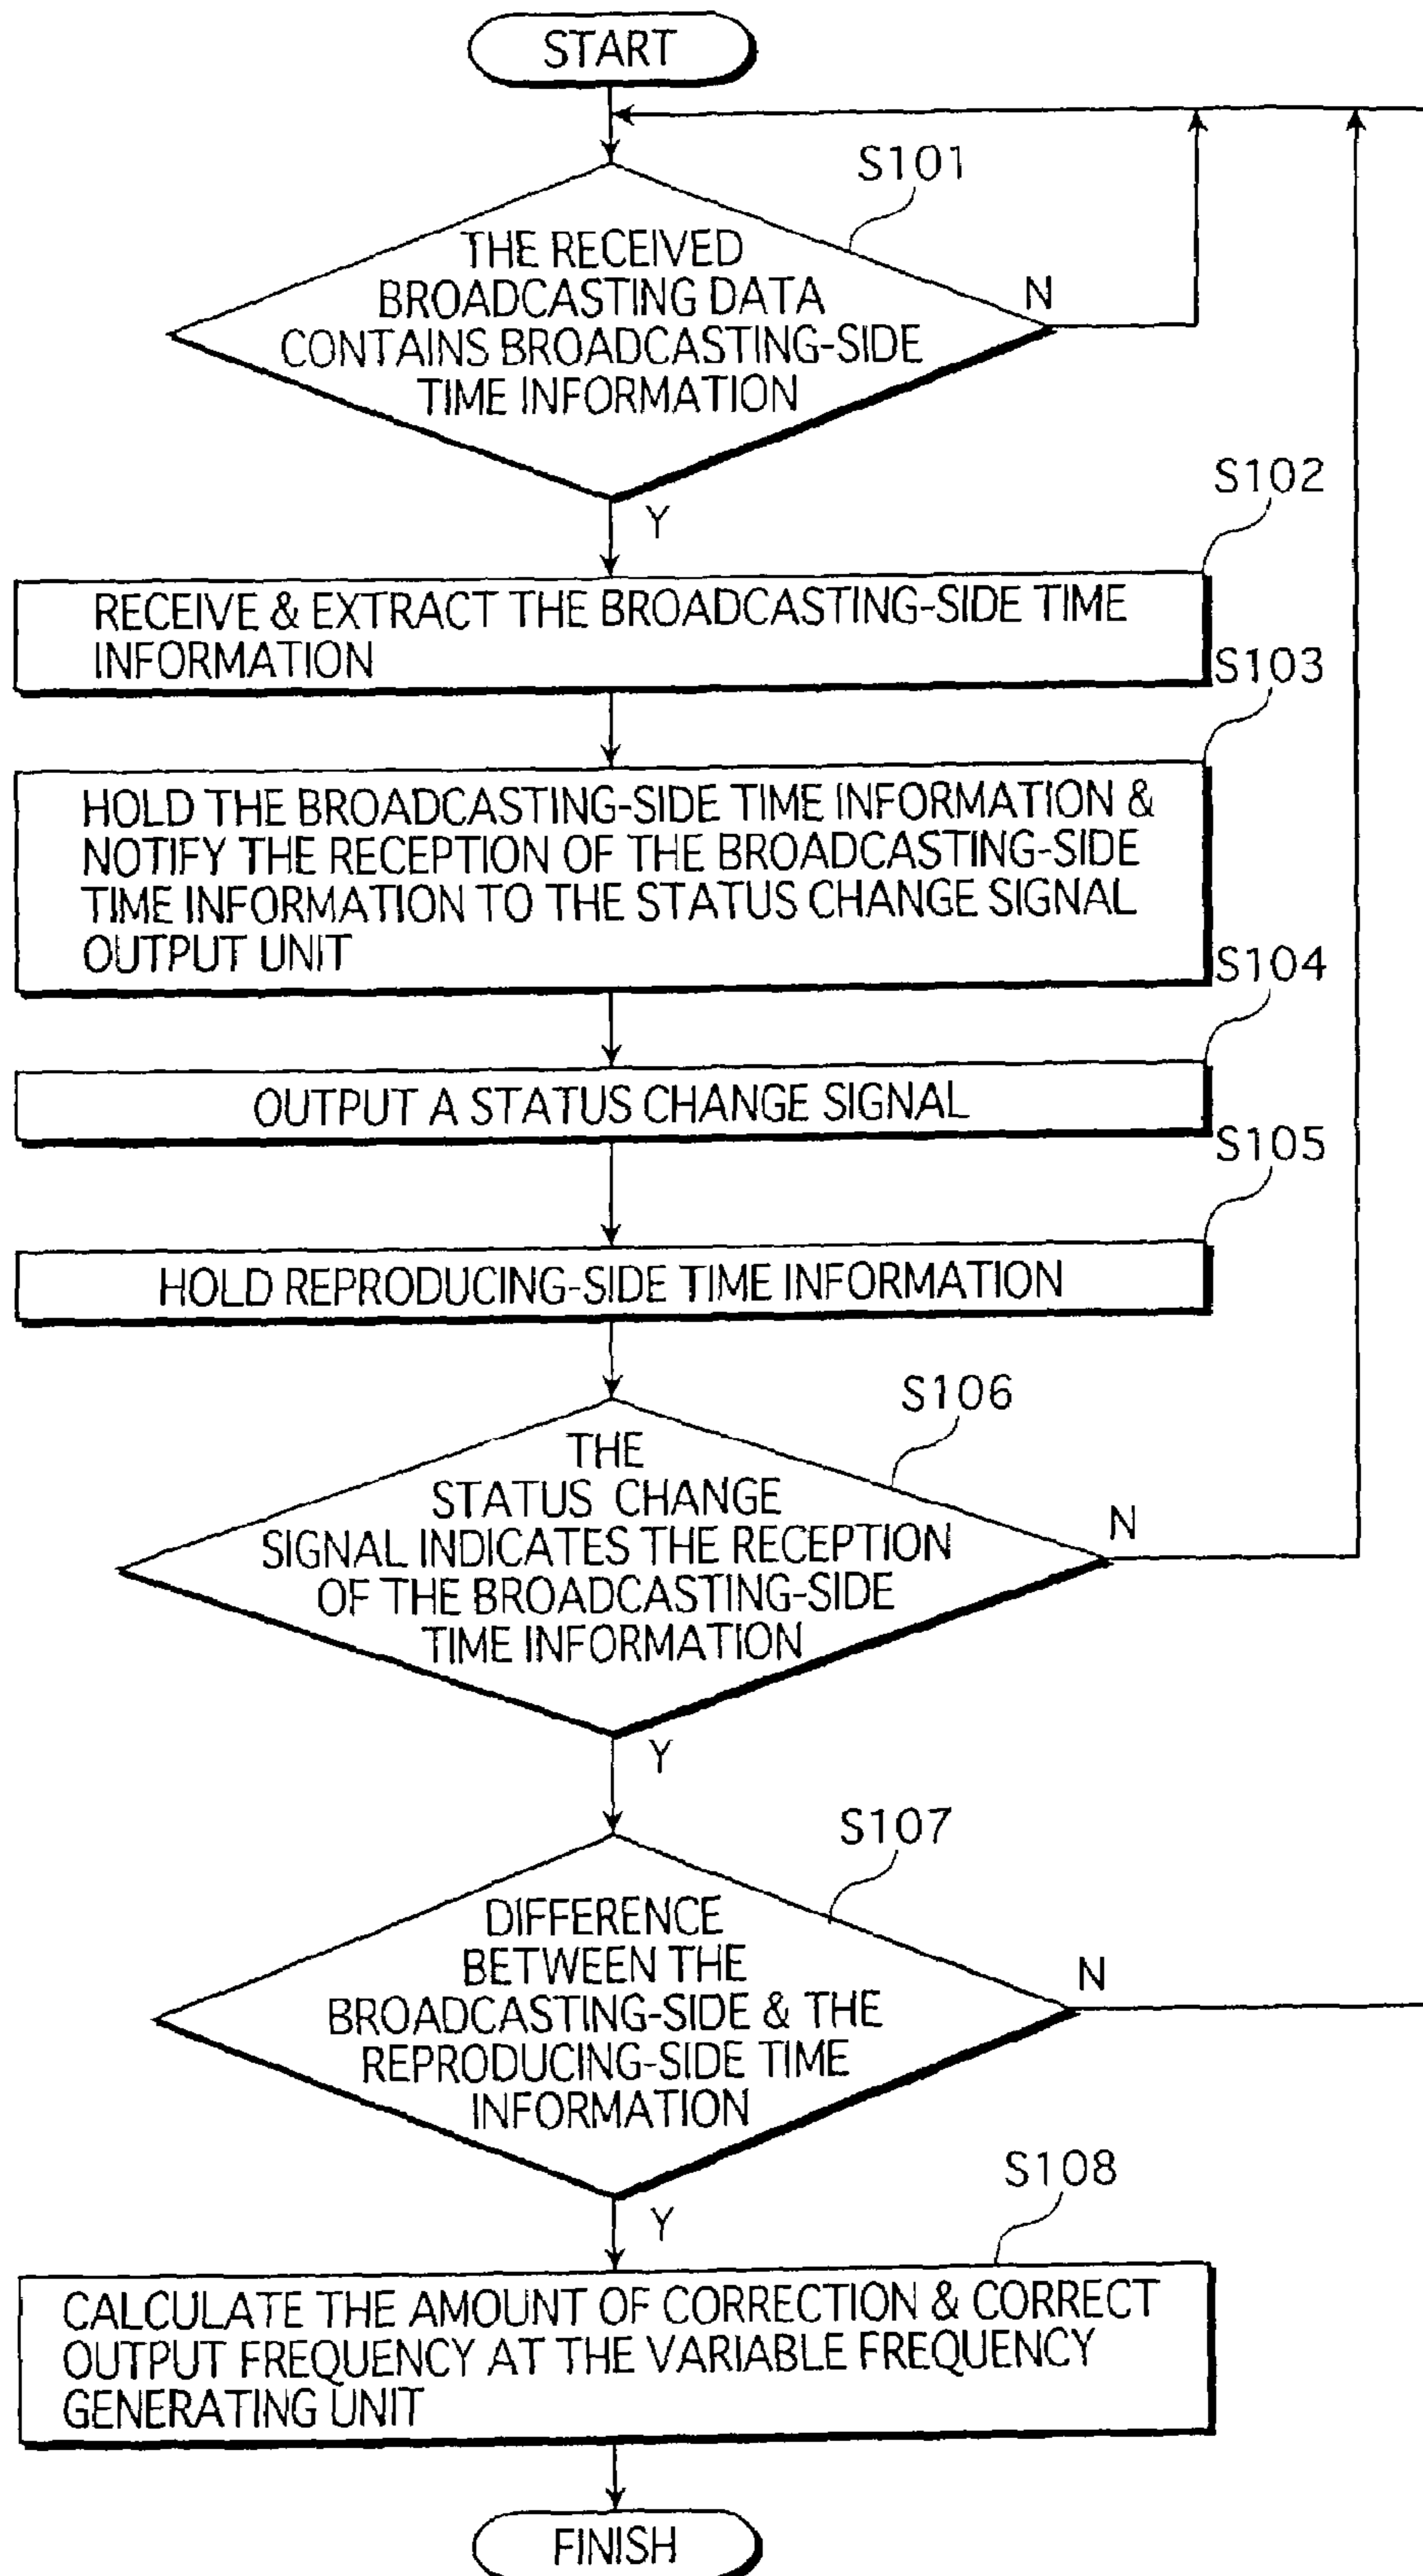 START
S101
THE RECEIVED
BROADCASTING DATA
CONTAINS BROADCASTING-SIDE
TIME INFORMATION
N
Y
S102
RECEIVE & EXTRACT THE BROADCASTING-SIDE TIME
INFORMATION
S103
HOLD THE BROADCASTING-SIDE TIME INFORMATION &
NOTIFY THE RECEPTION OF THE BROADCASTING-SIDE
TIME INFORMATION TO THE STATUS CHANGE SIGNAL
OUTPUT UNIT
S104
OUTPUT A STATUS CHANGE SIGNAL
S105
HOLD REPRODUCING-SIDE TIME INFORMATION
S106
THE
STATUS CHANGE
SIGNAL INDICATES THE RECEPTION
OF THE BROADCASTING-SIDE
TIME INFORMATION
N
Y
S107
DIFFERENCE
BETWEEN THE
BROADCASTING-SIDE & THE
REPRODUCING-SIDE TIME
INFORMATION
N
Y
S108
CALCULATE THE AMOUNT OF CORRECTION & CORRECT
OUTPUT FREQUENCY AT THE VARIABLE FREQUENCY
GENERATING UNIT
FINISH